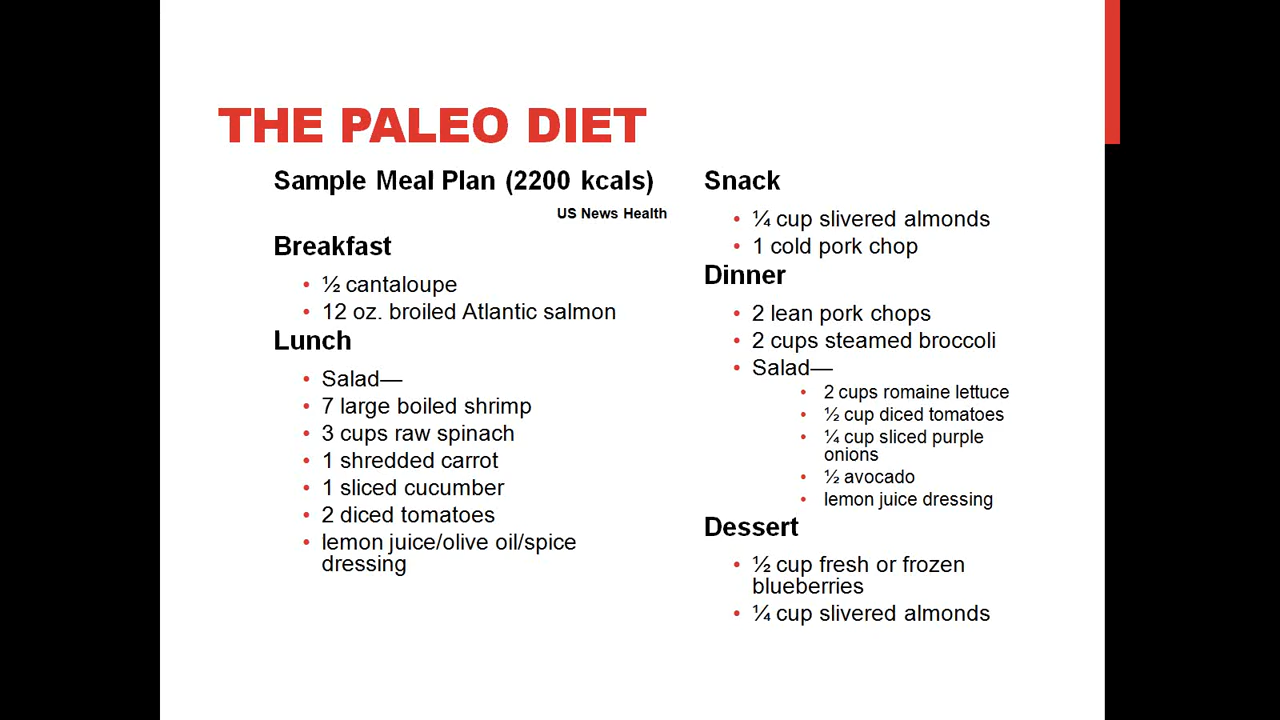 THE PALEO DIET
Sample Meal Plan (2200 kcals)
US News Health
Breakfast
• ½ cantaloupe
• 12 oz. broiled Atlantic salmon
Lunch
• Salad—
• 7 large boiled shrimp
• 3 cups raw spinach
• 1 shredded carrot
• 1 sliced cucumber
• 2 diced tomatoes
• lemon juice/olive oil/spice
dressing
Snack
• ¼ cup slivered almonds
• 1 cold pork chop
Dinner
• 2 lean pork chops
• 2 cups steamed broccoli
• Salad—
• 2 cups romaine lettuce
• ½ cup diced tomatoes
• ¼ cup sliced purple
onions
• ½ avocado
• lemon juice dressing
Dessert
• ½ cup fresh or frozen
blueberries
• ¼ cup slivered almonds